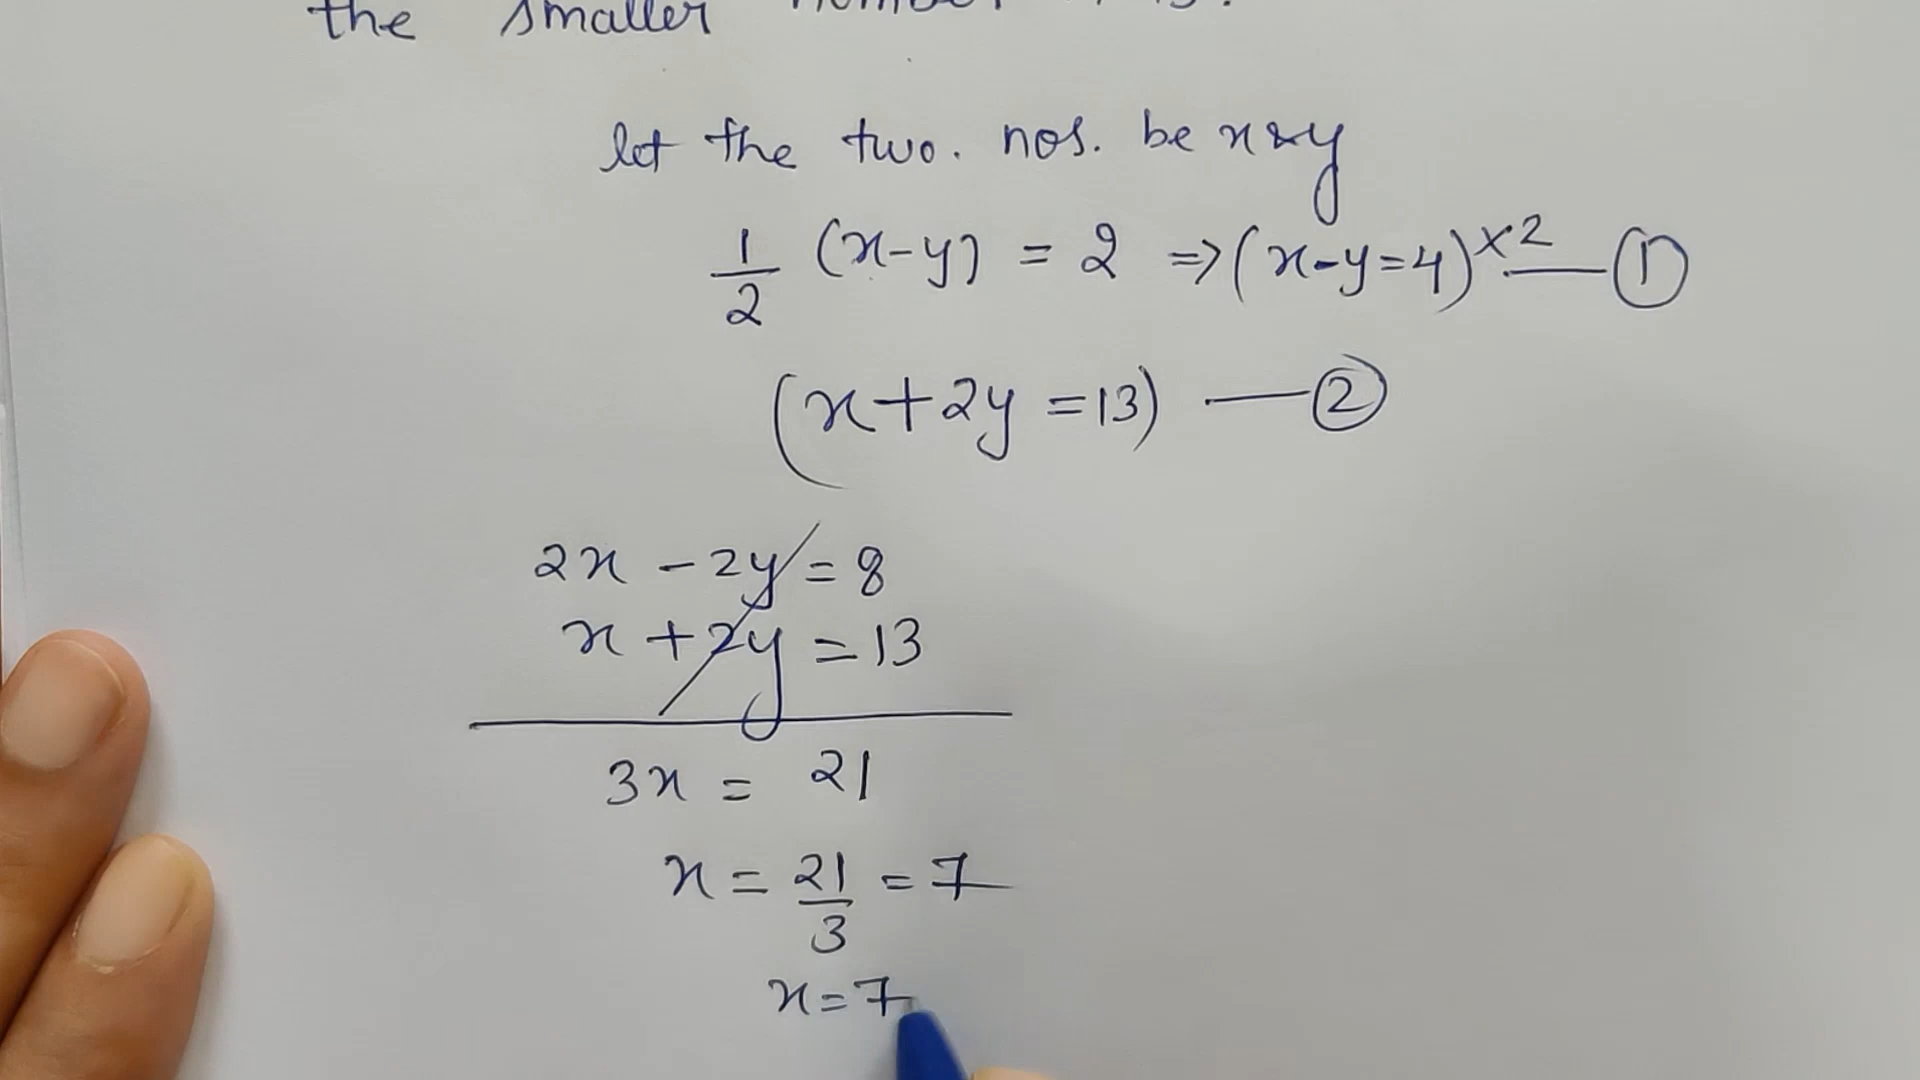 the smaller number
let the two. nos. be x & y
1/2 (x-y) = 2 => (x-y=4)×2 — ①
(x+2y =13) — ②
2x - 2y = 8
x + 2y = 13
3x = 21
x = 21/3 = 7
x = 7